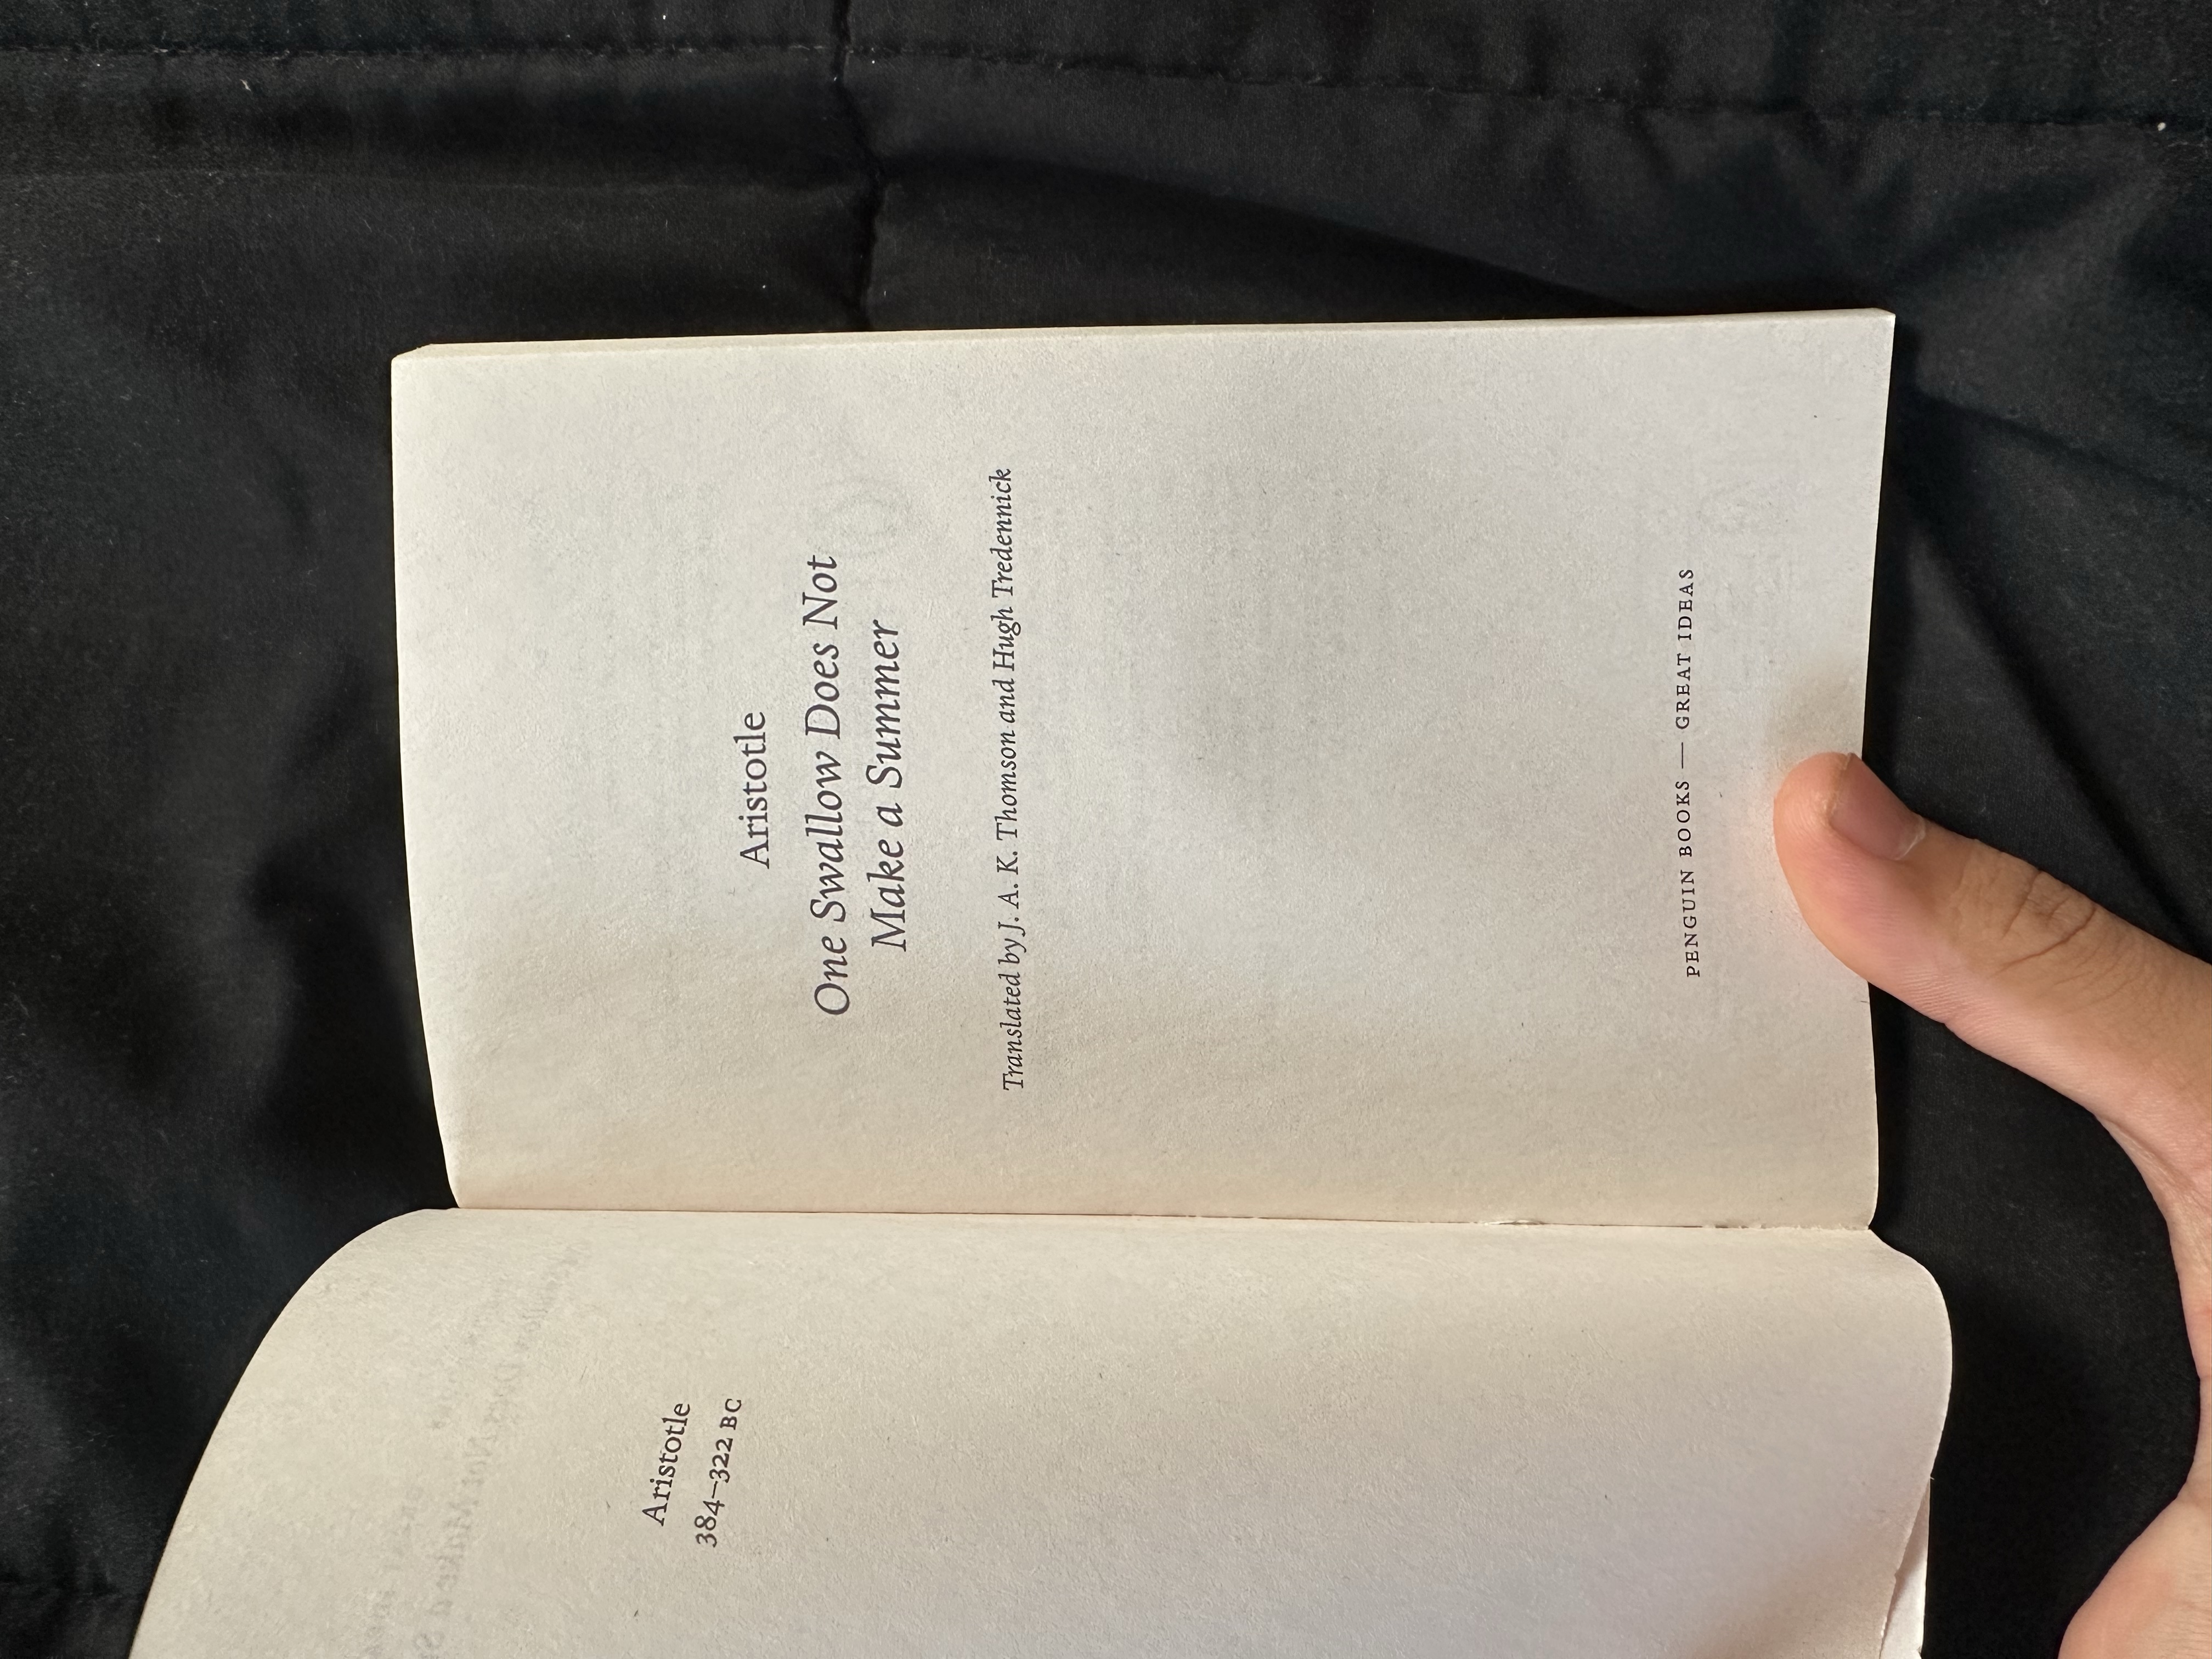 Aristotle
384–322 BC
Aristotle
One Swallow Does Not
Make a Summer
Translated by J. A. K. Thomson and Hugh Tredennick
PENGUIN BOOKS — GREAT IDEAS